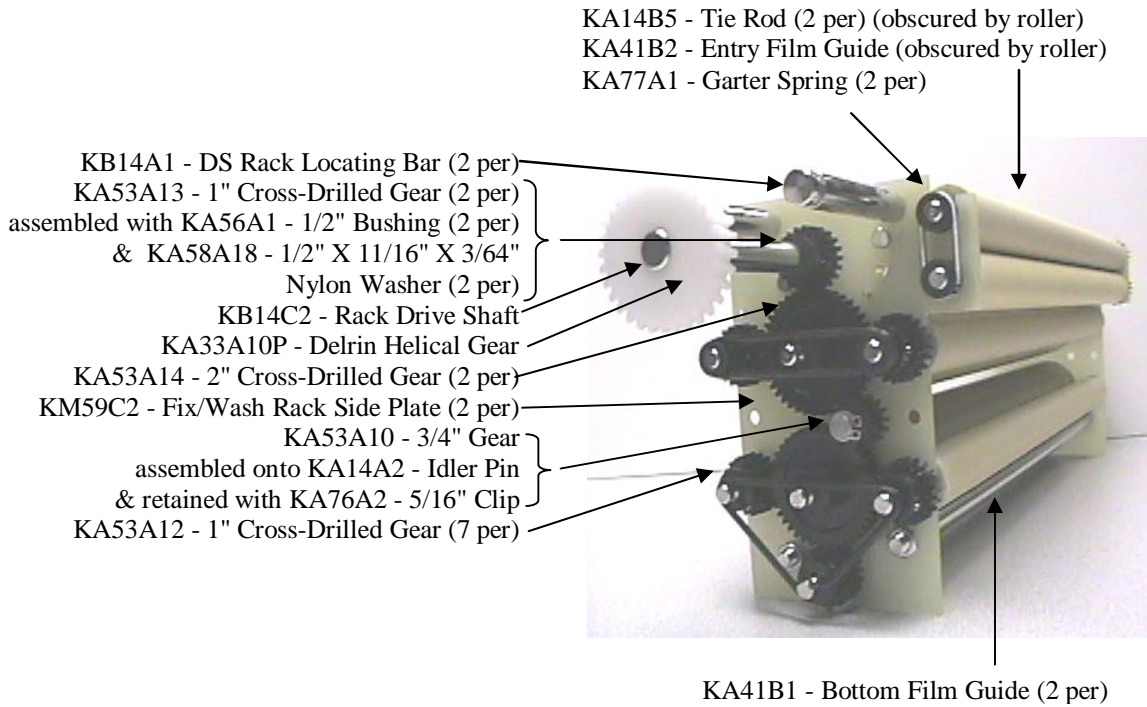 KA14B5 - Tie Rod (2 per) (obscured by roller)
KA41B2 - Entry Film Guide (obscured by roller)
KA77A1 - Garter Spring (2 per)
KB14A1 - DS Rack Locating Bar (2 per)
KA53A13 - 1" Cross-Drilled Gear (2 per)
assembled with KA56A1 - 1/2" Bushing (2 per)
& KA58A18 - 1/2" X 11/16" X 3/64"
Nylon Washer (2 per)
KB14C2 - Rack Drive Shaft
KA33A10P - Delrin Helical Gear
KA53A14 - 2" Cross-Drilled Gear (2 per)
KM59C2 - Fix/Wash Rack Side Plate (2 per)
KA53A10 - 3/4" Gear
assembled onto KA14A2 - Idler Pin
& retained with KA76A2 - 5/16" Clip
KA53A12 - 1" Cross-Drilled Gear (7 per)
KA41B1 - Bottom Film Guide (2 per)